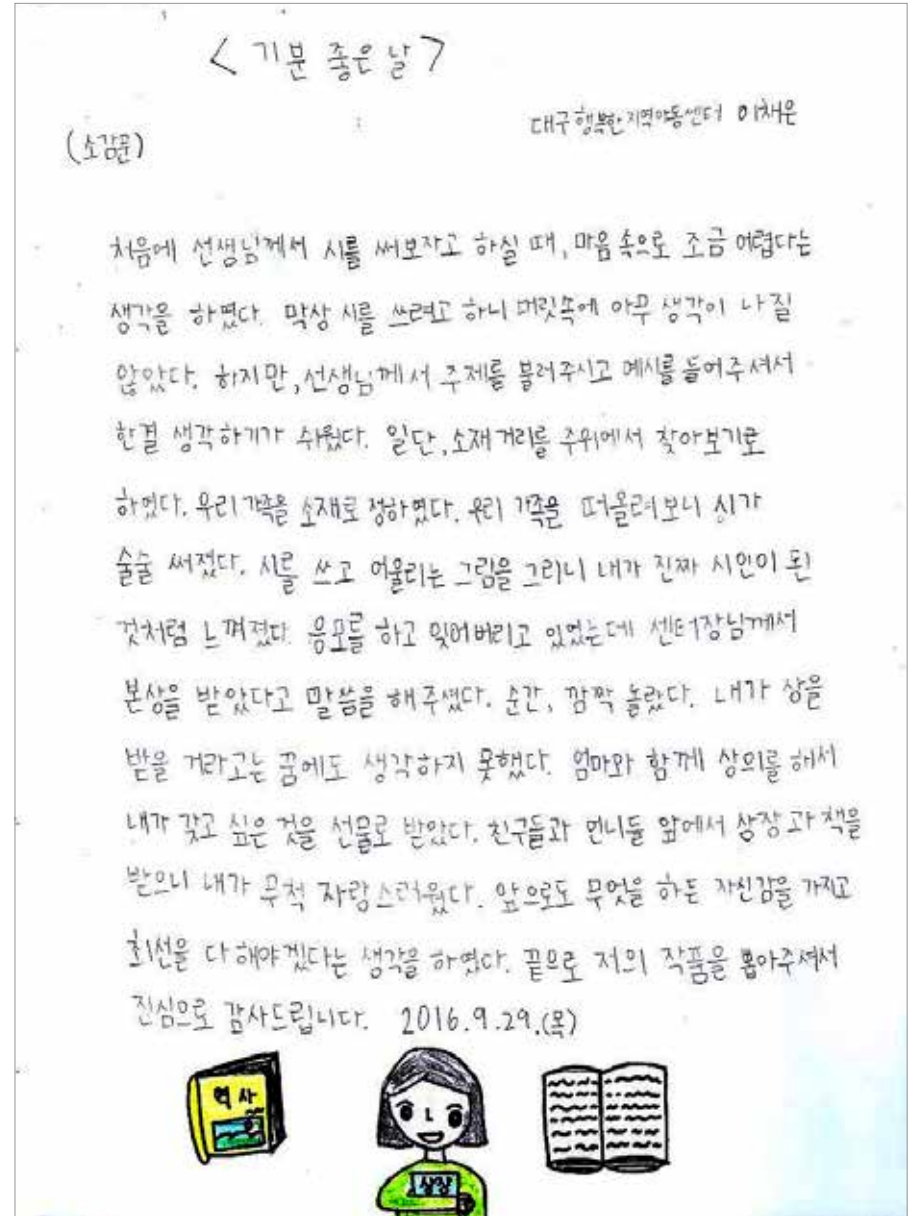 < 기분 좋은 날 >
대구행복한지역아동센터 이채은
(소감문)
처음에 선생님께서 시를 써보자고 하실 때, 마음 속으로 조금 어렵다는
생각을 하였다. 막상 시를 쓰려고 하니 머릿속에 아무 생각이 나질
않았다. 하지만, 선생님께서 주제를 불러주시고 예시를 들어주셔서
한결 생각하기가 쉬웠다. 일단, 소재거리를 주위에서 찾아보기로
하였다. 우리 가족을 소재로 정하였다. 우리 가족을 떠올려보니 시가
술술 써졌다. 시를 쓰고 어울리는 그림을 그리니 내가 진짜 시인이 된
것처럼 느껴졌다. 응모를 하고 잊어버리고 있었는데 센터장님께서
본상을 받았다고 말씀을 해주셨다. 순간, 깜짝 놀랐다. 내가 상을
받을 거라고는 꿈에도 생각하지 못했다. 엄마와 함께 상의를 해서
내가 갖고 싶은 것을 선물로 받았다. 친구들과 언니들 앞에서 상장과 책을
받으니 내가 무척 자랑스러웠다. 앞으로도 무엇을 하든 자신감을 가지고
최선을 다해야겠다는 생각을 하였다. 끝으로 저의 작품을 뽑아주셔서
진심으로 감사드립니다. 2016.9.29.(목)
역사
상장